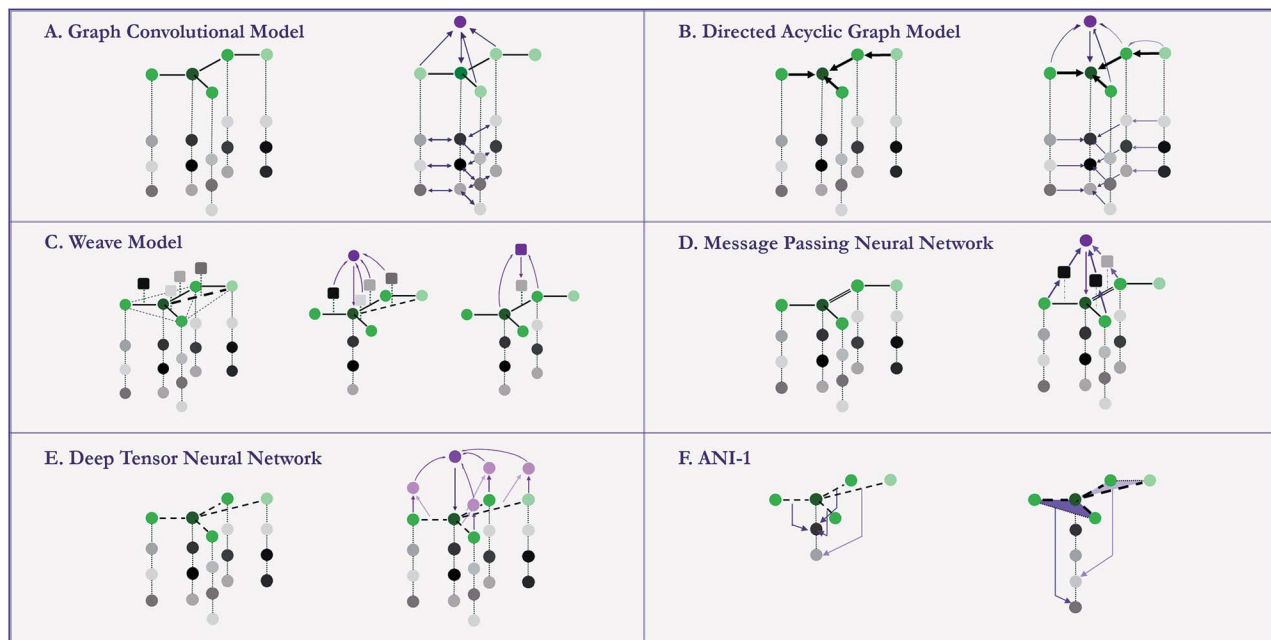 A. Graph Convolutional Model
B. Directed Acyclic Graph Model
C. Weave Model
D. Message Passing Neural Network
E. Deep Tensor Neural Network
F. ANI-1